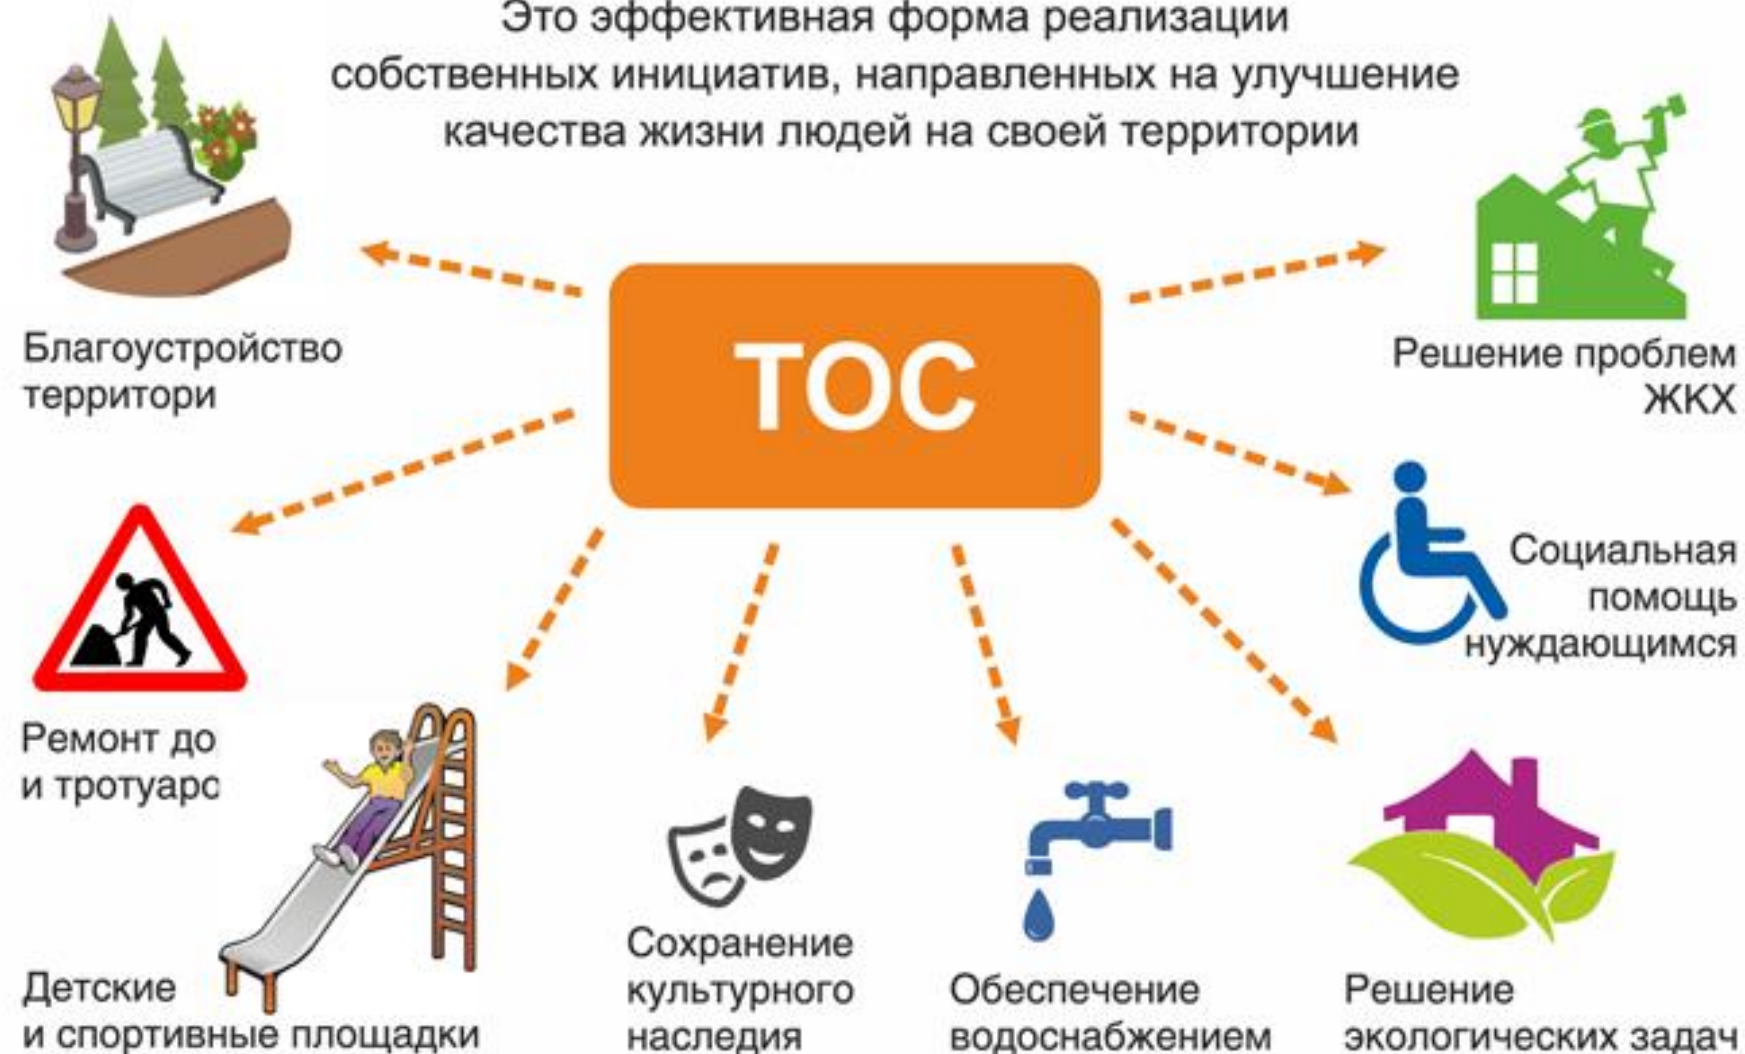 Это эффективная форма реализации
собственных инициатив, направленных на улучшение
качества жизни людей на своей территории
ТОС
Благоустройство
территори
Решение проблем
ЖКХ
Социальная
помощь
нуждающимся
Ремонт до
и тротуарс
Детские
и спортивные площадки
Сохранение
культурного
наследия
Обеспечение
водоснабжением
Решение
экологических задач